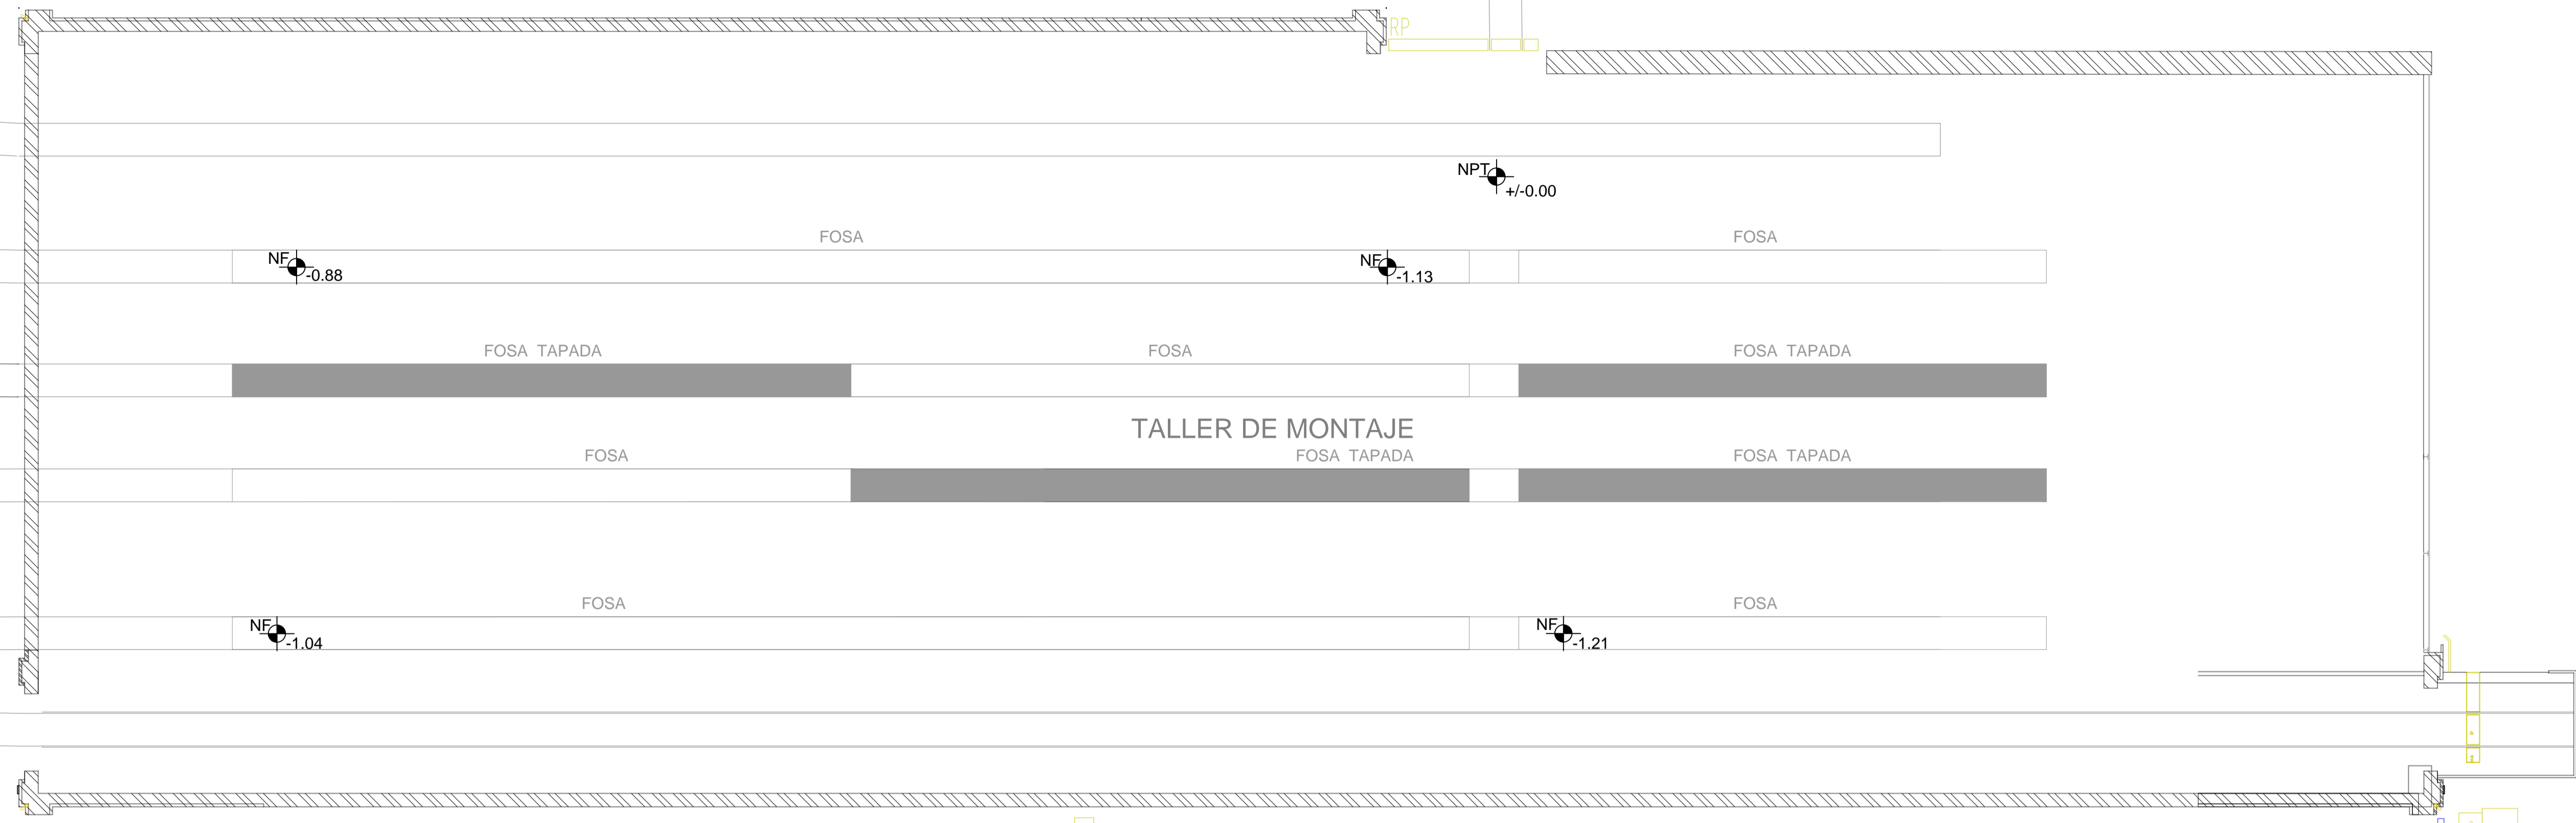 RP
NPT
+/-0.00
FOSA
FOSA
NF
-0.88
NF
-1.13
FOSA TAPADA
FOSA
FOSA TAPADA
TALLER DE MONTAJE
FOSA
FOSA TAPADA
FOSA TAPADA
FOSA
FOSA
NF
-1.04
NF
-1.21